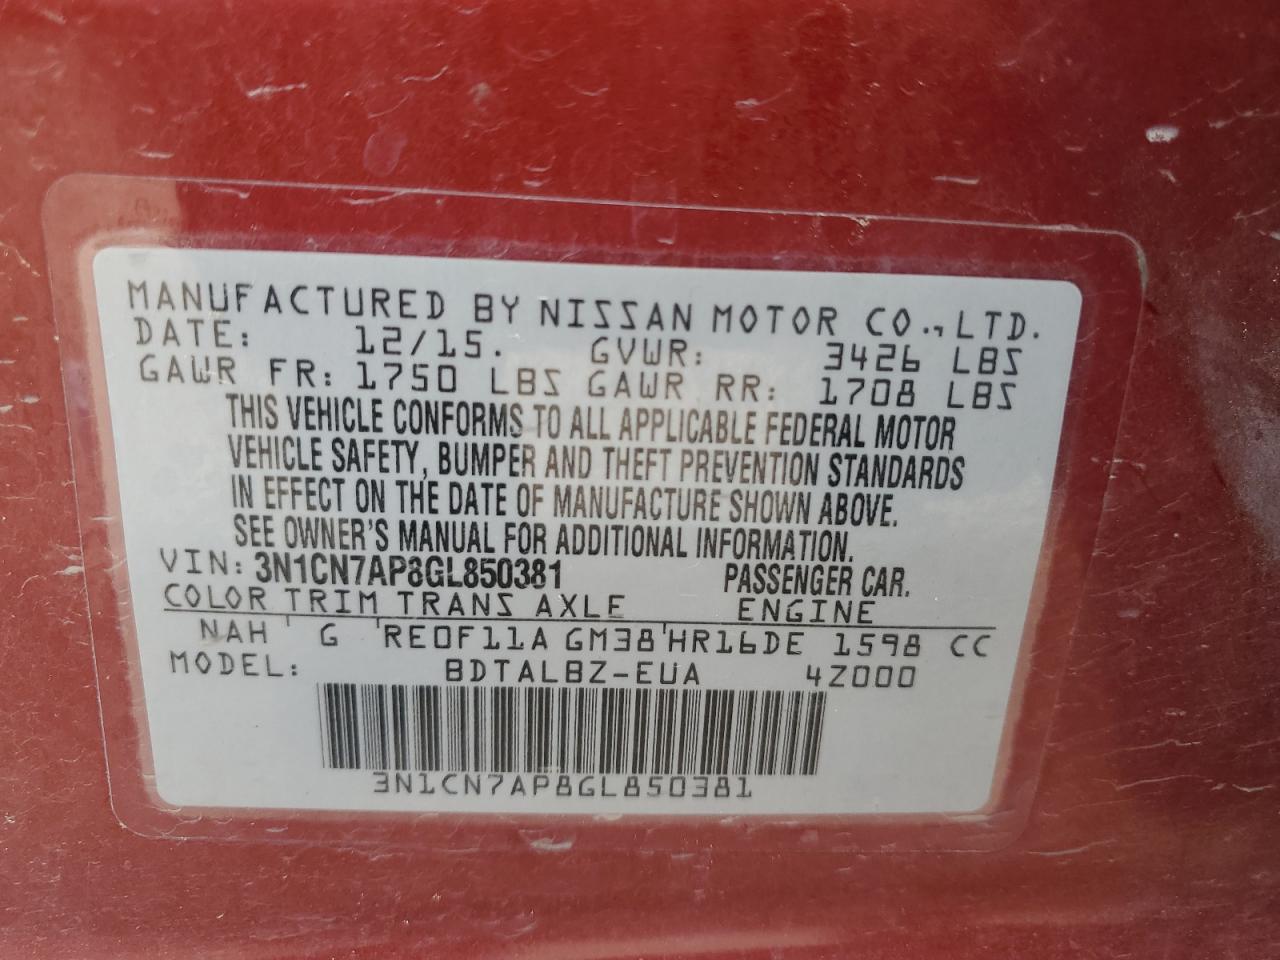 MANUFACTURED BY NISSAN MOTOR CO., LTD.
DATE: 12/15. GVWR: 3426 LBS
GAWR FR: 1750 LBS GAWR RR: 1708 LBS
THIS VEHICLE CONFORMS TO ALL APPLICABLE FEDERAL MOTOR
VEHICLE SAFETY, BUMPER AND THEFT PREVENTION STANDARDS
IN EFFECT ON THE DATE OF MANUFACTURE SHOWN ABOVE.
SEE OWNER'S MANUAL FOR ADDITIONAL INFORMATION.
VIN: 3N1CN7AP8GL850381 PASSENGER CAR.
COLOR TRIM TRANS AXLE ENGINE
NAH G RE0F11A GM38 HR16DE 1598 CC
MODEL: BDTALBZ-EUA 4Z000
3N1CN7AP8GL850381